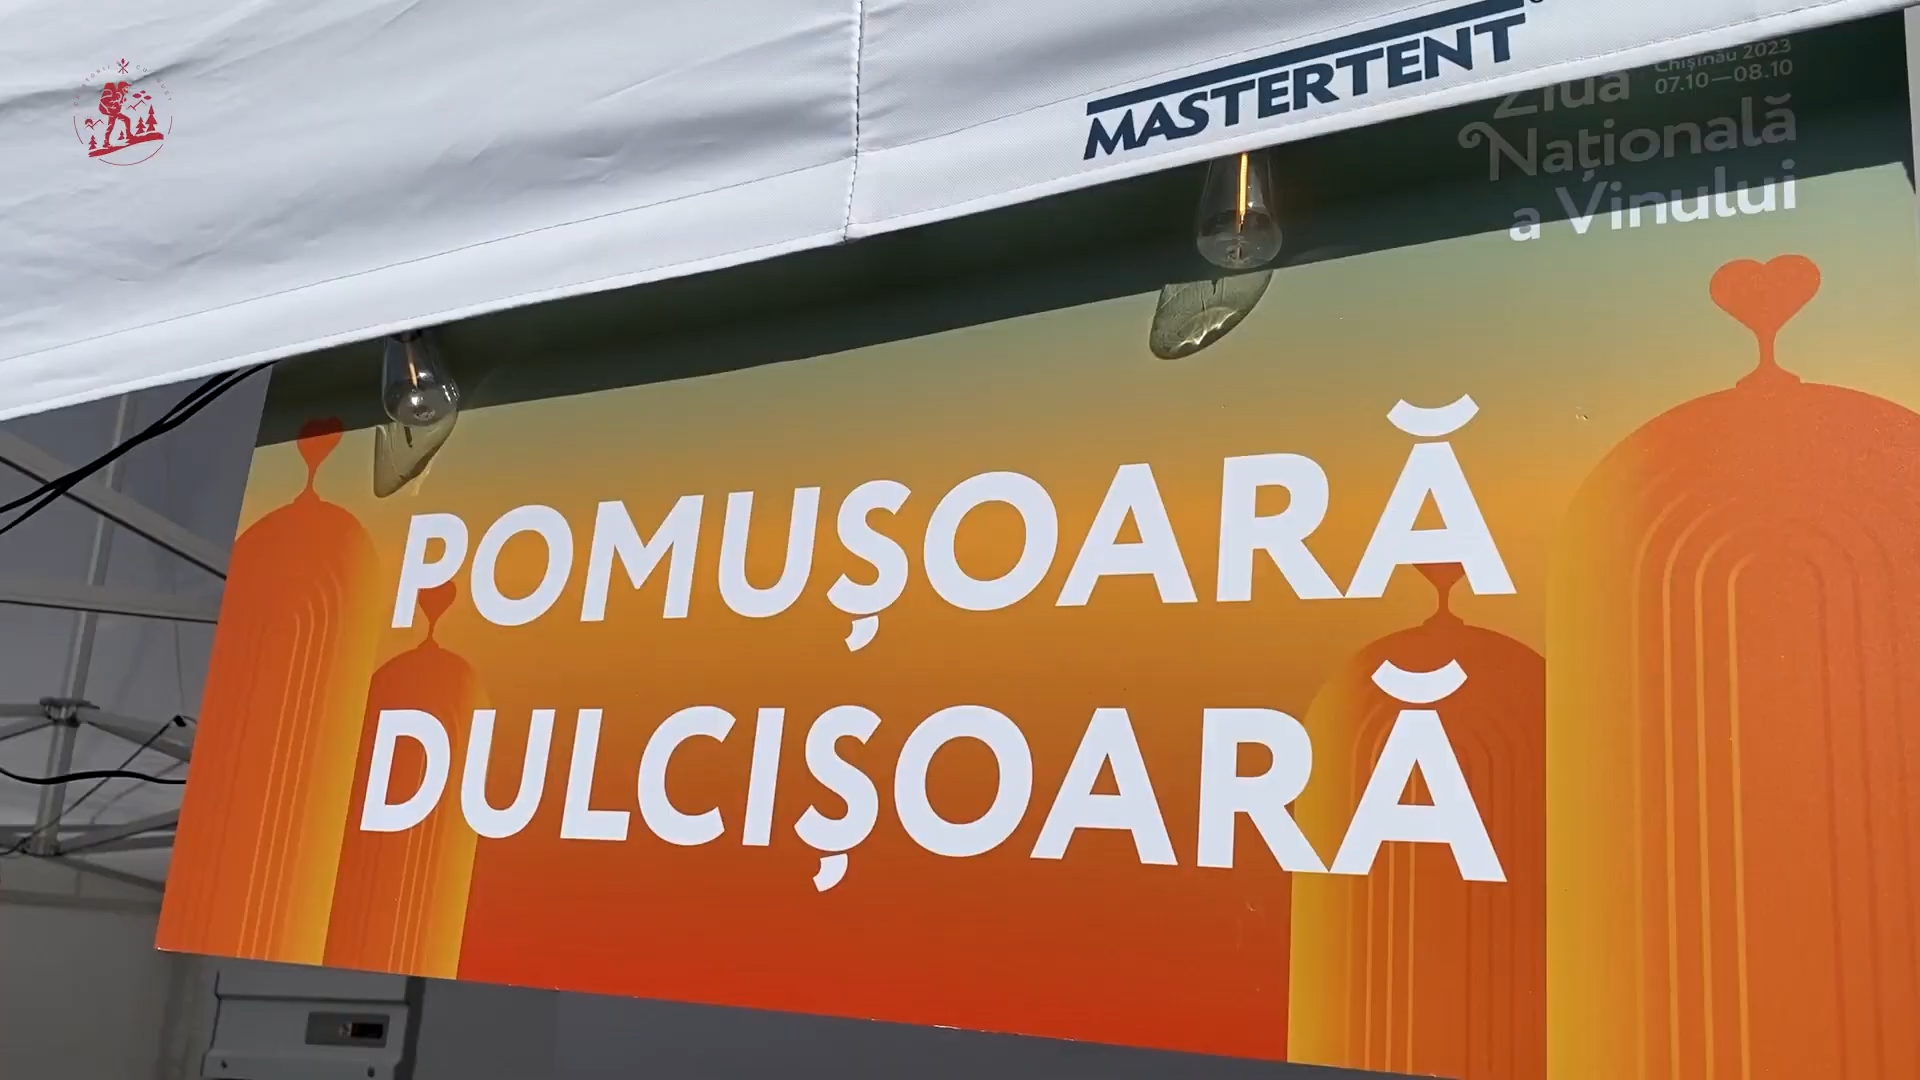 MASTERTENT
Ziua
Chișinău 2023
07.10—08.10
Națională
a Vinului
POMUȘOARĂ
DULCIȘOARĂ